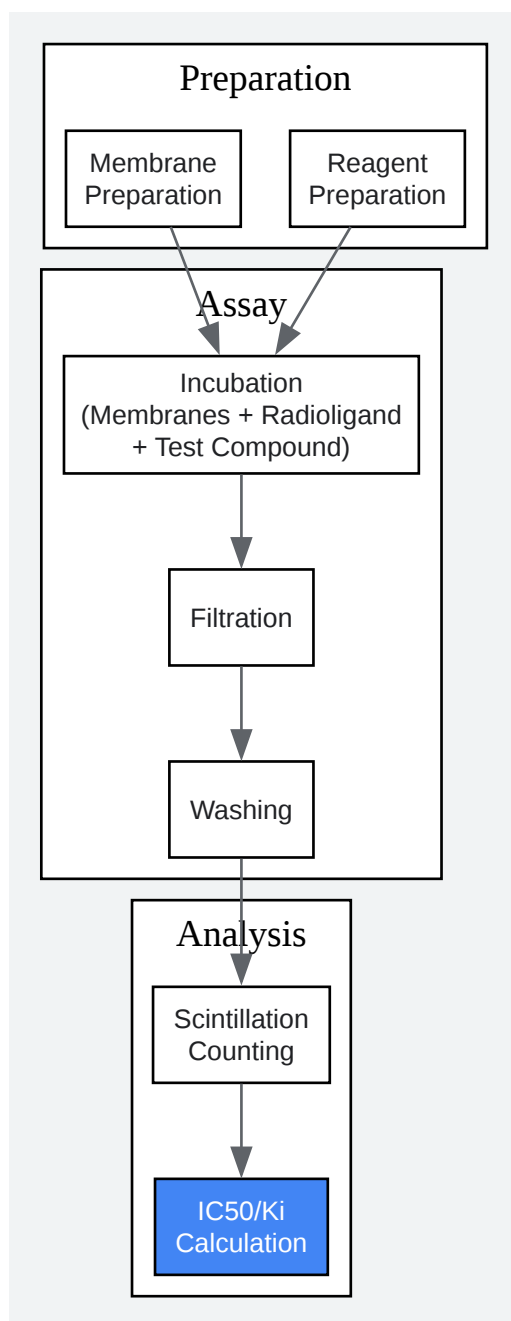 Preparation
Membrane
Preparation
Reagent
Preparation
Assay
Incubation
(Membranes + Radioligand
+ Test Compound)
Filtration
Washing
Analysis
Scintillation
Counting
IC50/Ki
Calculation